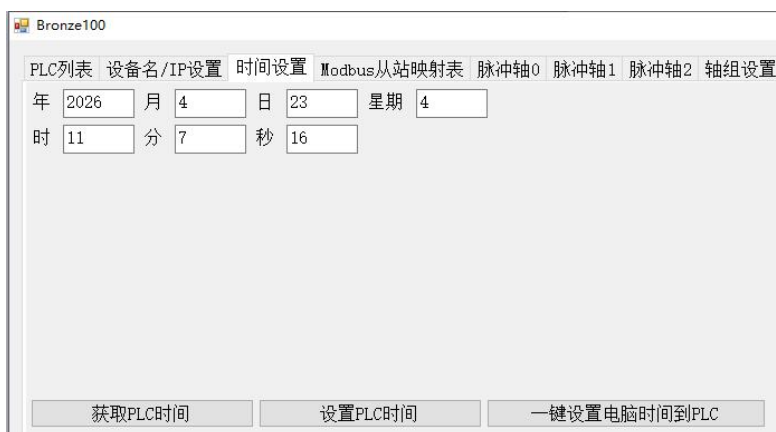 Bronze100
PLC列表 设备名/IP设置 时间设置 Modbus从站映射表 脉冲轴0 脉冲轴1 脉冲轴2 轴组设置
年 2026 月 4 日 23 星期 4
时 11 分 7 秒 16
获取PLC时间 设置PLC时间 一键设置电脑时间到PLC